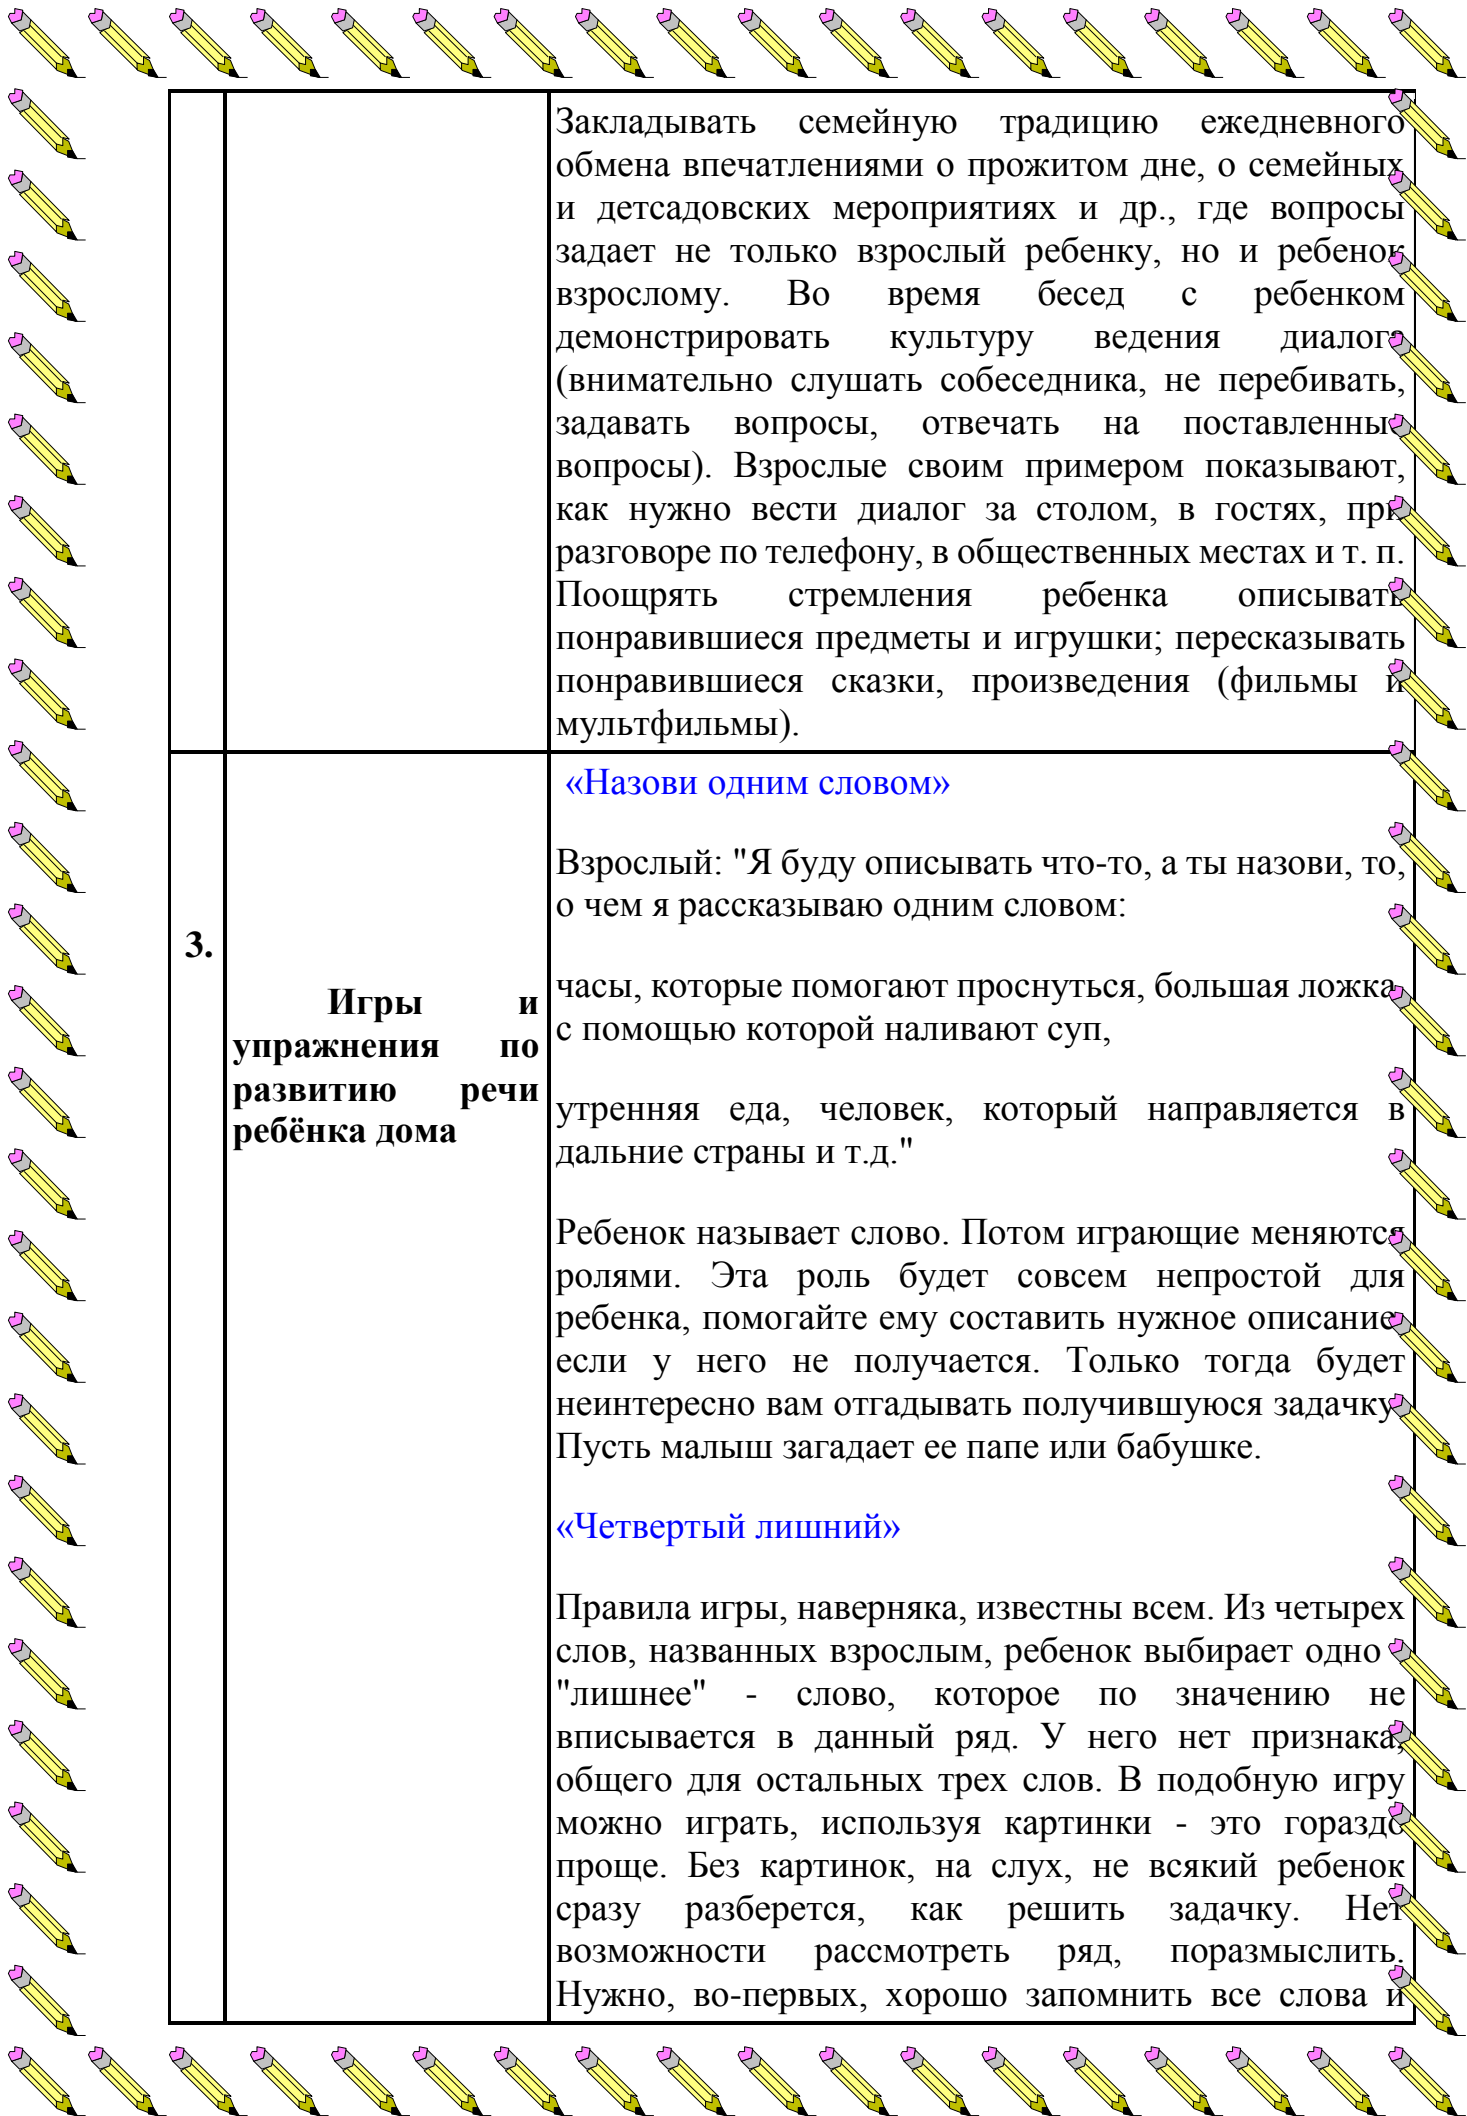 Закладывать семейную традицию ежедневного
обмена впечатлениями о прожитом дне, о семейных
и детсадовских мероприятиях и др., где вопросы
задает не только взрослый ребенку, но и ребенок
взрослому. Во время бесед с ребенком
демонстрировать культуру ведения диалога
(внимательно слушать собеседника, не перебивать,
задавать вопросы, отвечать на поставленные
вопросы). Взрослые своим примером показывают,
как нужно вести диалог за столом, в гостях, при
разговоре по телефону, в общественных местах и т. п.
Поощрять стремления ребенка описывать
понравившиеся предметы и игрушки; пересказывать
понравившиеся сказки, произведения (фильмы и
мультфильмы).
3.
Игры и
упражнения по
развитию речи
ребёнка дома
«Назови одним словом»
Взрослый: "Я буду описывать что-то, а ты назови, то,
о чем я рассказываю одним словом:
часы, которые помогают проснуться, большая ложка,
с помощью которой наливают суп,
утренняя еда, человек, который направляется в
дальние страны и т.д."
Ребенок называет слово. Потом играющие меняются
ролями. Эта роль будет совсем непростой для
ребенка, помогайте ему составить нужное описание,
если у него не получается. Только тогда будет
неинтересно вам отгадывать получившуюся задачку.
Пусть малыш загадает ее папе или бабушке.
«Четвертый лишний»
Правила игры, наверняка, известны всем. Из четырех
слов, названных взрослым, ребенок выбирает одно -
"лишнее" - слово, которое по значению не
вписывается в данный ряд. У него нет признака,
общего для остальных трех слов. В подобную игру
можно играть, используя картинки - это гораздо
проще. Без картинок, на слух, не всякий ребенок
сразу разберется, как решить задачку. Нет
возможности рассмотреть ряд, поразмыслить.
Нужно, во-первых, хорошо запомнить все слова и